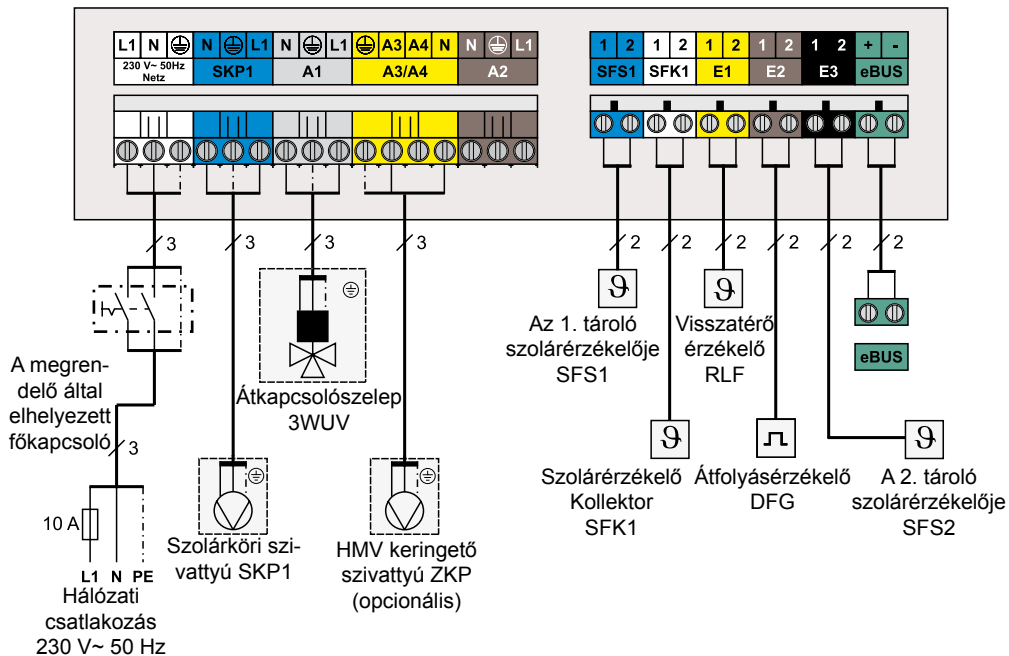 L1 N N L1 N L1 A3 A4 N N L1
230 V~ 50Hz
Netz
SKP1 A1 A3/A4 A2
1 2 1 2 1 2 1 2 1 2 + -
SFS1 SFK1 E1 E2 E3 eBUS
3 3 3 3 2 2 2 2 2 2
Az 1. tároló
szolárérzékelője
SFS1
Visszatérő
érzékelő
RLF
eBUS
A megren-
delő által
elhelyezett
főkapcsoló
3
Átkapcsolószelep
3WUV
Szolárérzékelő
Kollektor
SFK1
Átfolyásérzékelő
DFG
A 2. tároló
szolárérzékelője
SFS2
10 A
L1 N PE
Hálózati
csatlakozás
230 V~ 50 Hz
Szolárköri szi-
vattyú SKP1
HMV keringető
szivattyú ZKP
(opcionális)